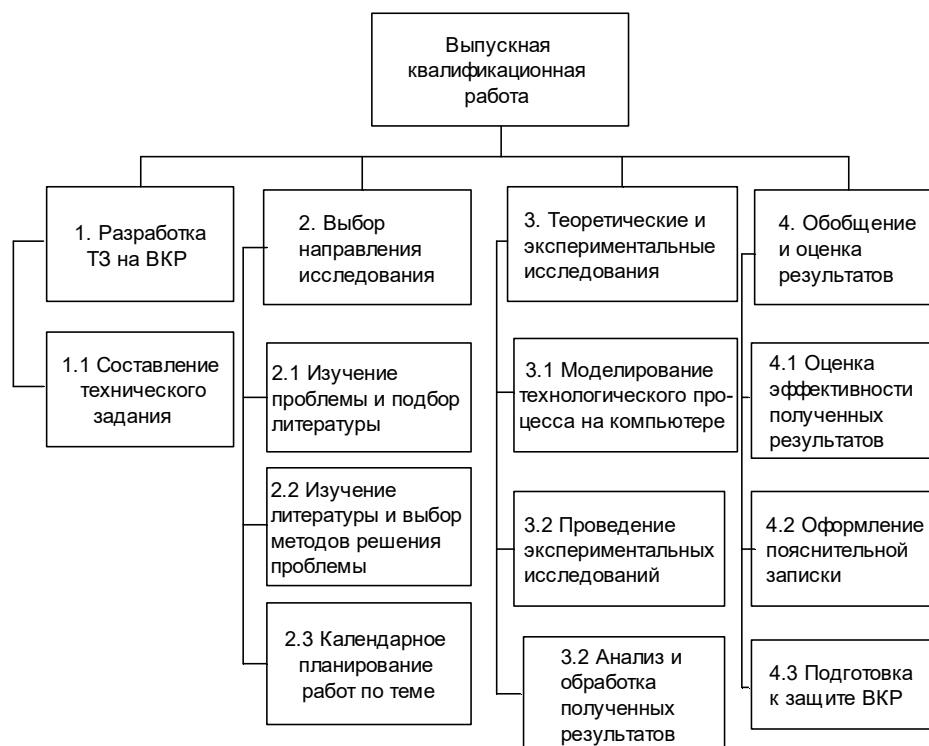 Выпускная
квалификационная
работа
1. Разработка
ТЗ на ВКР
2. Выбор
направления
исследования
3. Теоретические и
экспериментальные
исследования
4. Обобщение
и оценка
результатов
1.1 Составление
технического
задания
2.1 Изучение
проблемы и подбор
литературы
2.2 Изучение
литературы и выбор
методов решения
проблемы
2.3 Календарное
планирование
работ по теме
3.1 Моделирование
технологического про-
цесса на компьютере
3.2 Проведение
экспериментальных
исследований
3.2 Анализ и
обработка
полученных
результатов
4.1 Оценка
эффективности
полученных
результатов
4.2 Оформление
пояснительной
записки
4.3 Подготовка
к защите ВКР